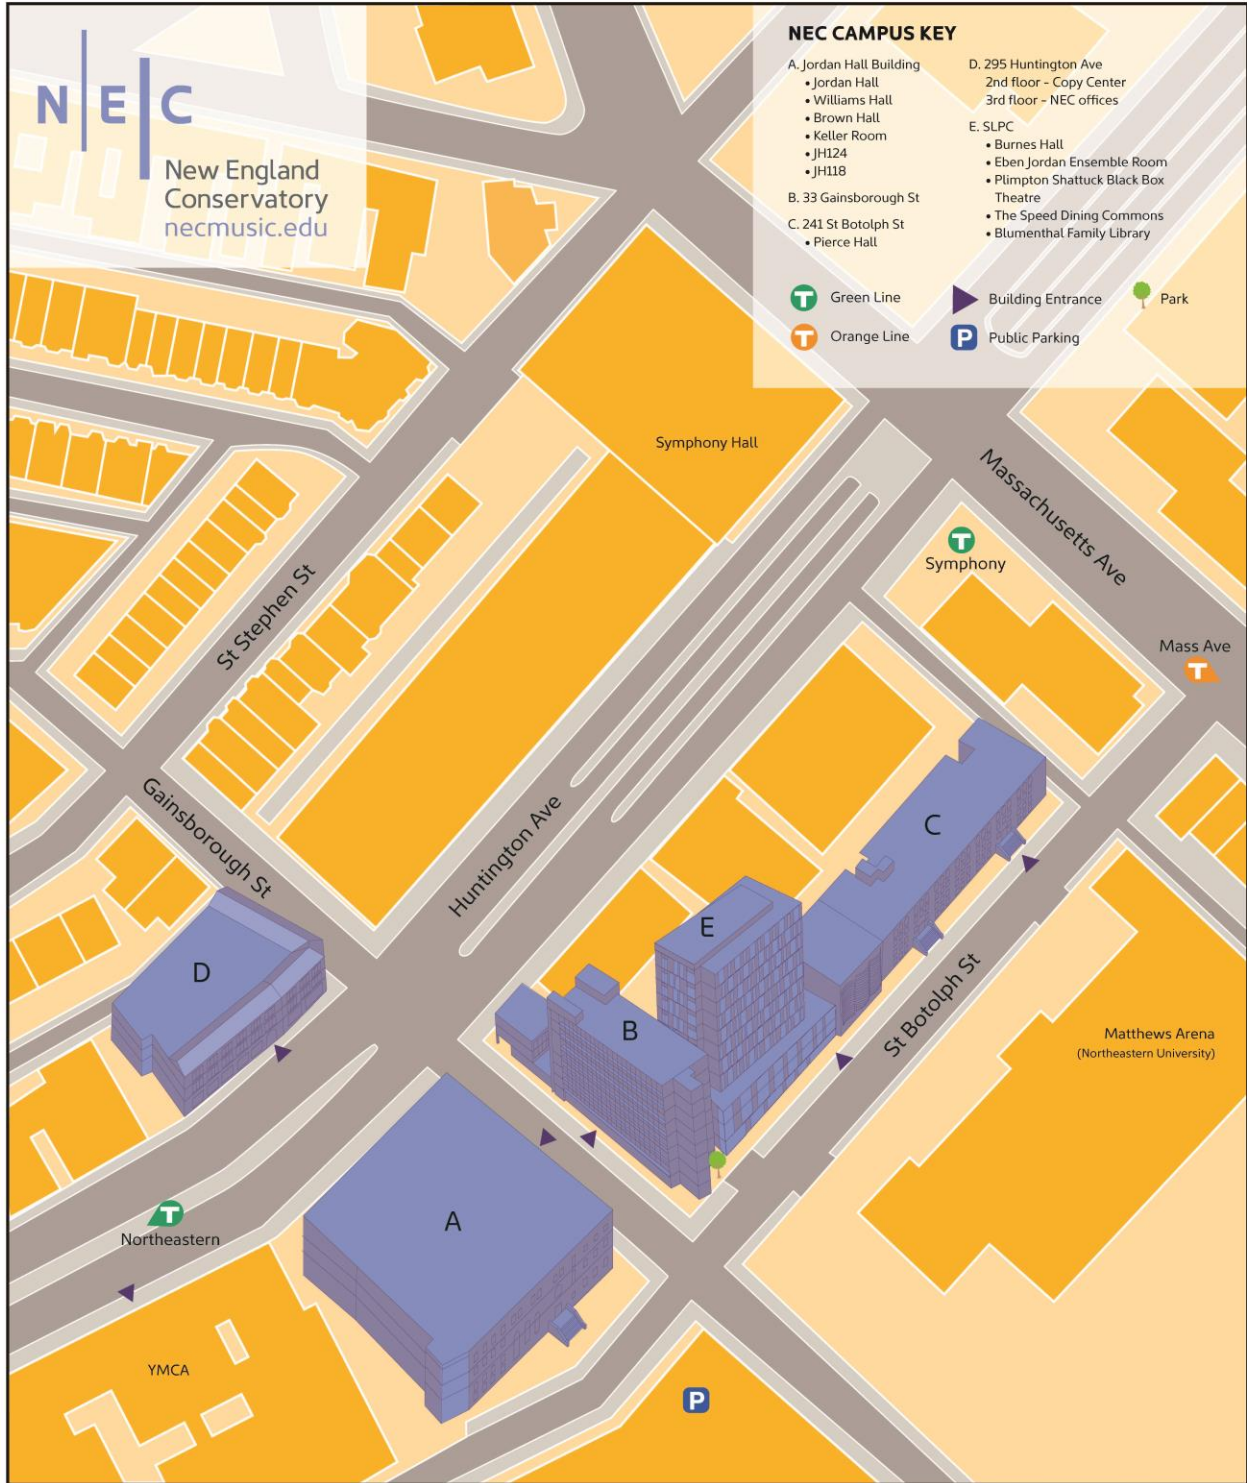 N E C
New England
Conservatory
necmusic.edu
NEC CAMPUS KEY
A. Jordan Hall Building
• Jordan Hall
• Williams Hall
• Brown Hall
• Keller Room
• JH124
• JH118
B. 33 Gainsborough St
C. 241 St Botolph St
• Pierce Hall
D. 295 Huntington Ave
2nd floor – Copy Center
3rd floor – NEC offices
E. SLPC
• Burnes Hall
• Eben Jordan Ensemble Room
• Plimpton Shattuck Black Box
Theatre
• The Speed Dining Commons
• Blumenthal Family Library
T Green Line
Building Entrance
Park
T Orange Line
P Public Parking
Symphony Hall
Massachusetts Ave
T
Symphony
Mass Ave
T
St Stephen St
Gainsborough St
Huntington Ave
C
E
D
B
St Botolph St
Matthews Arena
(Northeastern University)
A
T
Northeastern
YMCA
P